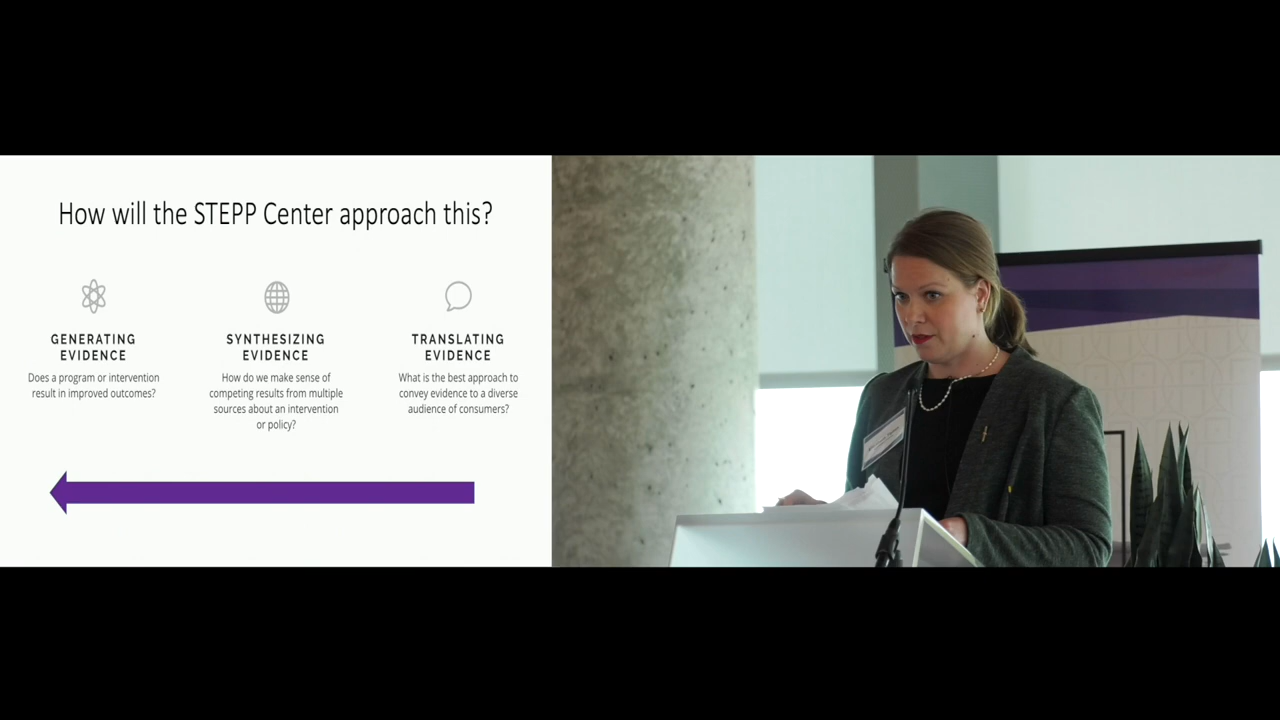 How will the STEPP Center approach this?
GENERATING
EVIDENCE
Does a program or intervention
result in improved outcomes?
SYNTHESIZING
EVIDENCE
How do we make sense of
competing results from multiple
sources about an intervention
or policy?
TRANSLATING
EVIDENCE
What is the best approach to
convey evidence to a diverse
audience of consumers?